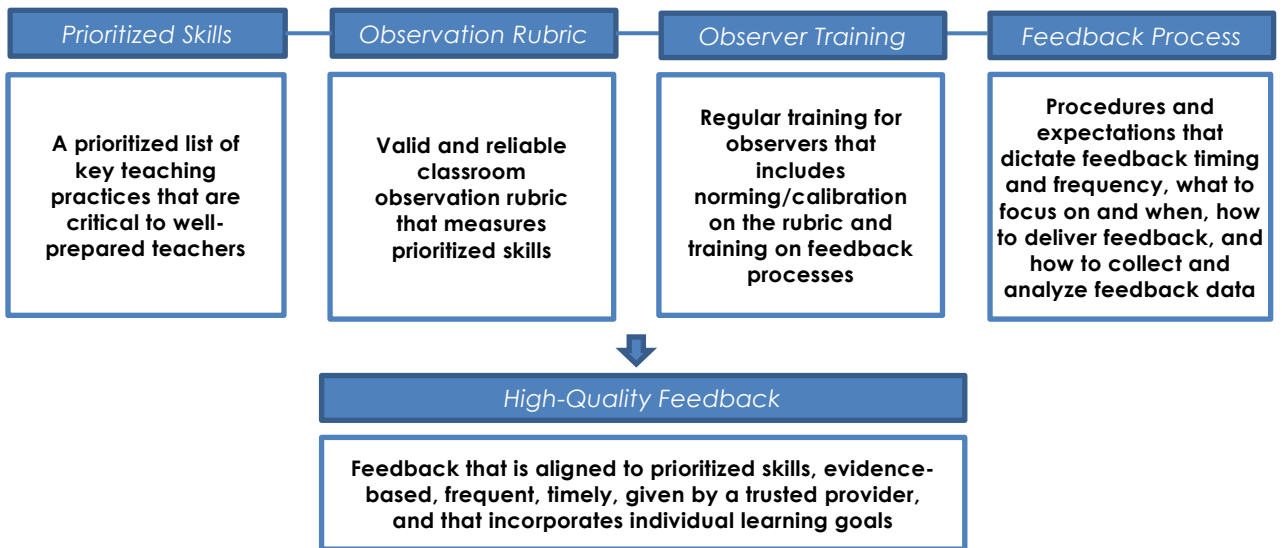 Prioritized Skills
Observation Rubric
Observer Training
Feedback Process
A prioritized list of
key teaching
practices that are
critical to well-
prepared teachers
Valid and reliable
classroom
observation rubric
that measures
prioritized skills
Regular training for
observers that
includes
norming/calibration
on the rubric and
training on feedback
processes
Procedures and
expectations that
dictate feedback timing
and frequency, what to
focus on and when, how
to deliver feedback, and
how to collect and
analyze feedback data
High-Quality Feedback
Feedback that is aligned to prioritized skills, evidence-
based, frequent, timely, given by a trusted provider,
and that incorporates individual learning goals